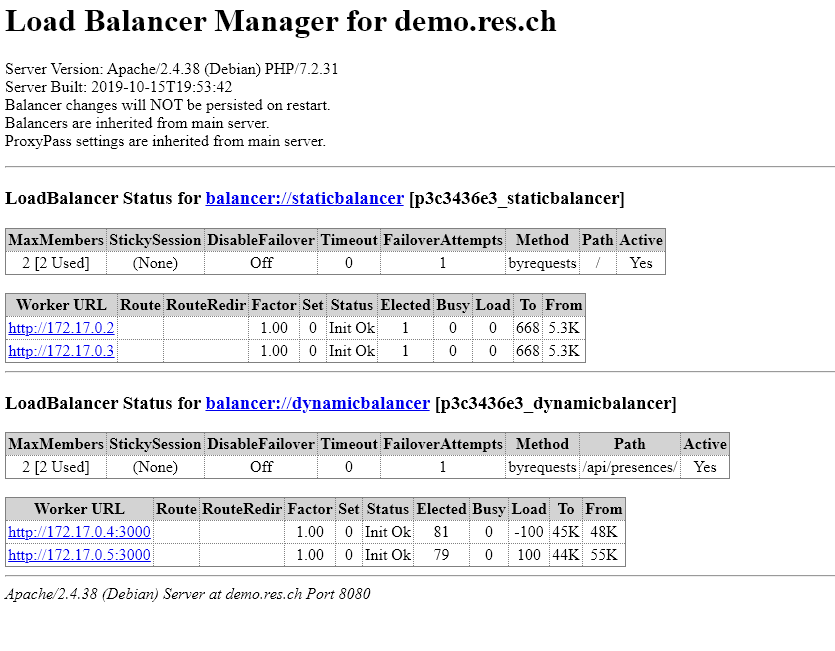 Load Balancer Manager for demo.res.ch
Server Version: Apache/2.4.38 (Debian) PHP/7.2.31
Server Built: 2019-10-15T19:53:42
Balancer changes will NOT be persisted on restart.
Balancers are inherited from main server.
ProxyPass settings are inherited from main server.
LoadBalancer Status for balancer://staticbalancer [p3c3436e3_staticbalancer]
MaxMembers StickySession DisableFailover Timeout FailoverAttempts Method Path Active
2 [2 Used] (None) Off 0 1 byrequests / Yes
Worker URL Route RouteRedir Factor Set Status Elected Busy Load To From
http://172.17.0.2 1.00 0 Init Ok 1 0 0 668 5.3K
http://172.17.0.3 1.00 0 Init Ok 1 0 0 668 5.3K
LoadBalancer Status for balancer://dynamicbalancer [p3c3436e3_dynamicbalancer]
MaxMembers StickySession DisableFailover Timeout FailoverAttempts Method Path Active
2 [2 Used] (None) Off 0 1 byrequests /api/presences/ Yes
Worker URL Route RouteRedir Factor Set Status Elected Busy Load To From
http://172.17.0.4:3000 1.00 0 Init Ok 81 0 -100 45K 48K
http://172.17.0.5:3000 1.00 0 Init Ok 79 0 100 44K 55K
Apache/2.4.38 (Debian) Server at demo.res.ch Port 8080